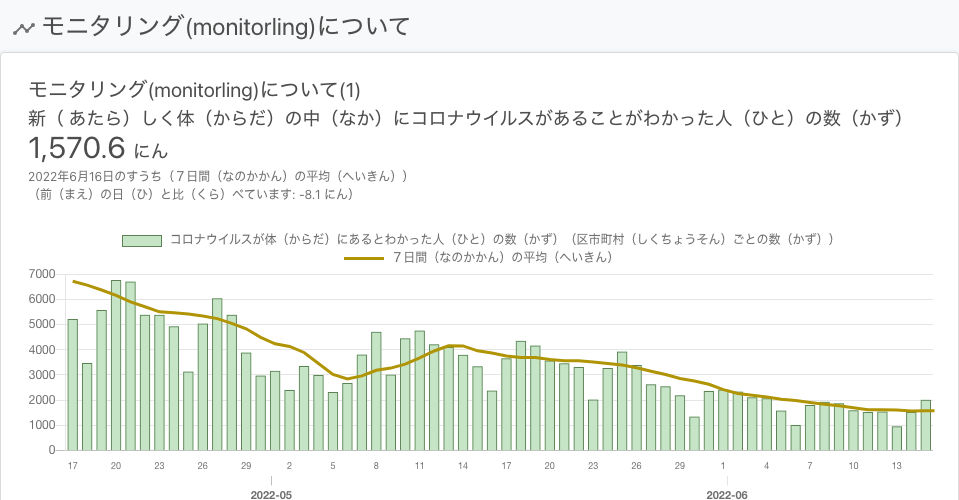 モニタリング(monitorling)について
モニタリング(monitorling)について(1)
新（ あたら）しく体（からだ）の中（なか）にコロナウイルスがあることがわかった人（ひと）の数（かず）
1,570.6 にん
2022年6月16日のすうち（７日間（なのかかん）の平均（へいきん））
（前（まえ）の日（ひ）と比（くら）べています: -8.1 にん）
コロナウイルスが体（からだ）にあるとわかった人（ひと）の数（かず）（区市町村（しくちょうそん）ごとの数（かず））
７日間（なのかかん）の平均（へいきん）
7000
6000
5000
4000
3000
2000
1000
0
17 20 23 26 29 2 5 8 11 14 17 20 23 26 29 1 4 7 10 13
2022-05 2022-06